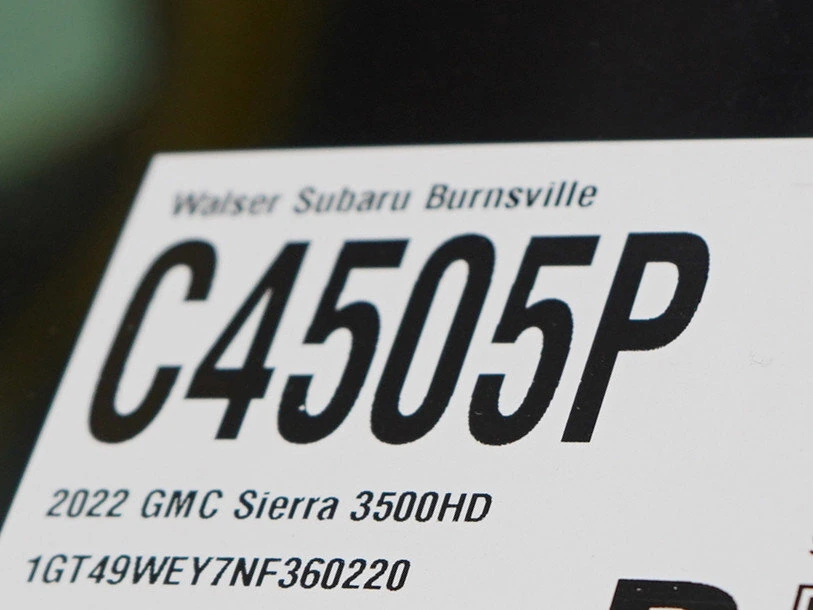 Walser Subaru Burnsville
C4505P
2022 GMC Sierra 3500HD
1GT49WEY7NF360220